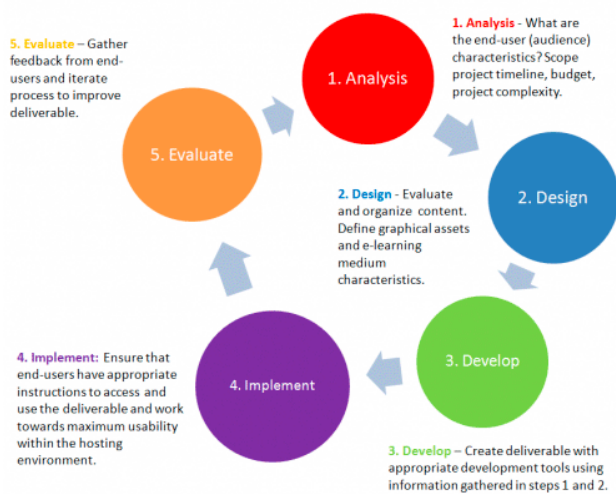 1. Analysis - What are
the end-user (audience)
characteristics? Scope
project timeline, budget,
project complexity.
1. Analysis
2. Design - Evaluate
and organize content.
Define graphical assets
and e-learning
medium
characteristics.
2. Design
3. Develop
3. Develop – Create deliverable with
appropriate development tools using
information gathered in steps 1 and 2.
4. Implement
4. Implement: Ensure that
end-users have appropriate
instructions to access and
use the deliverable and work
towards maximum usability
within the hosting
environment.
5. Evaluate
5. Evaluate – Gather
feedback from end-
users and iterate
process to improve
deliverable.